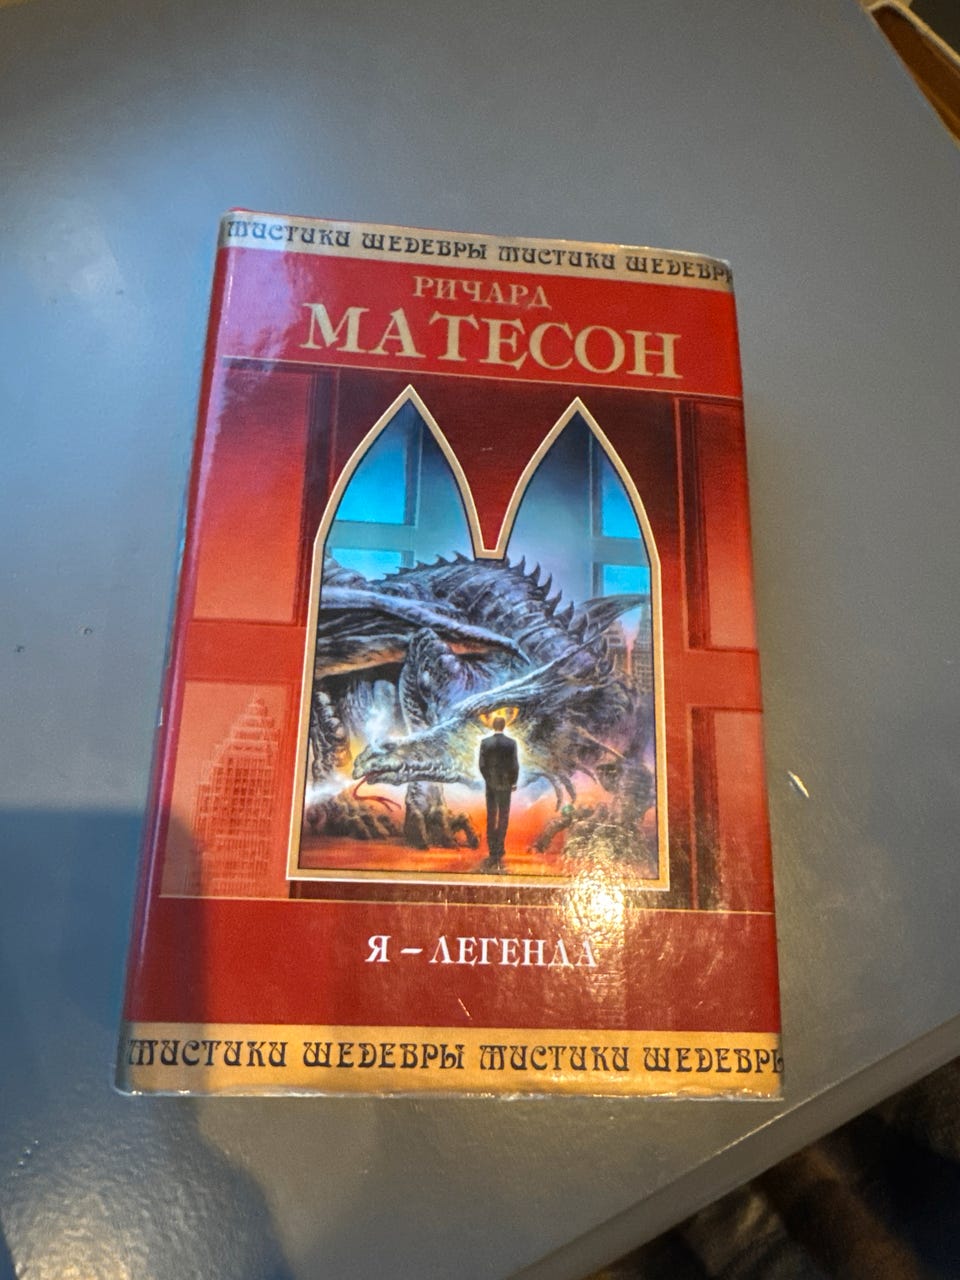 МИСТИКИ ШЕДЕВРЫ МИСТИКИ ШЕДЕВРЫ
РИЧАРД
МАТЕСОН
Я – ЛЕГЕНДА
МИСТИКИ ШЕДЕВРЫ МИСТИКИ ШЕДЕВРЫ